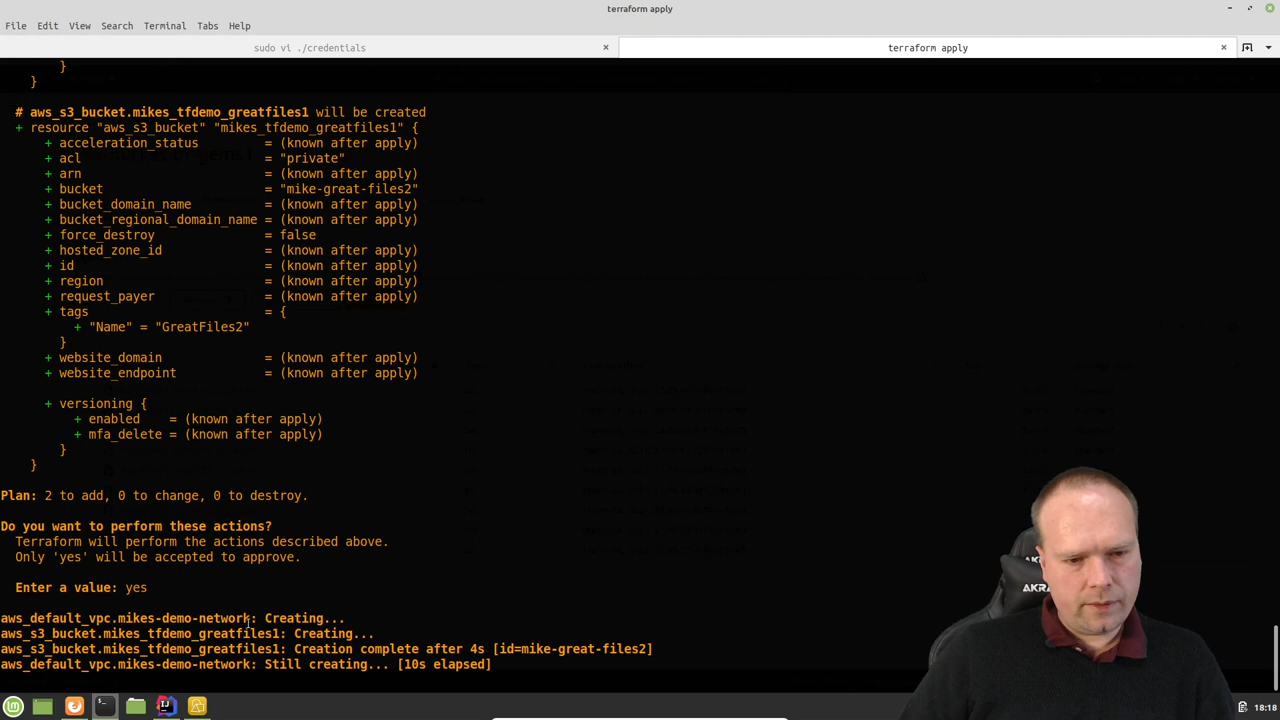 terraform apply
File Edit View Search Terminal Tabs Help
sudo vi ./credentials
terraform apply
}
}
# aws_s3_bucket.mikes_tfdemo_greatfiles1 will be created
+ resource "aws_s3_bucket" "mikes_tfdemo_greatfiles1" {
+ acceleration_status = (known after apply)
+ acl = "private"
+ arn = (known after apply)
+ bucket = "mike-great-files2"
+ bucket_domain_name = (known after apply)
+ bucket_regional_domain_name = (known after apply)
+ force_destroy = false
+ hosted_zone_id = (known after apply)
+ id = (known after apply)
+ region = (known after apply)
+ request_payer = (known after apply)
+ tags = {
+ "Name" = "GreatFiles2"
}
+ website_domain = (known after apply)
+ website_endpoint = (known after apply)
+ versioning {
+ enabled = (known after apply)
+ mfa_delete = (known after apply)
}
}
Plan: 2 to add, 0 to change, 0 to destroy.
Do you want to perform these actions?
Terraform will perform the actions described above.
Only 'yes' will be accepted to approve.
Enter a value: yes
aws_default_vpc.mikes-demo-network: Creating...
aws_s3_bucket.mikes_tfdemo_greatfiles1: Creating...
aws_s3_bucket.mikes_tfdemo_greatfiles1: Creation complete after 4s [id=mike-great-files2]
aws_default_vpc.mikes-demo-network: Still creating... [10s elapsed]
18:18